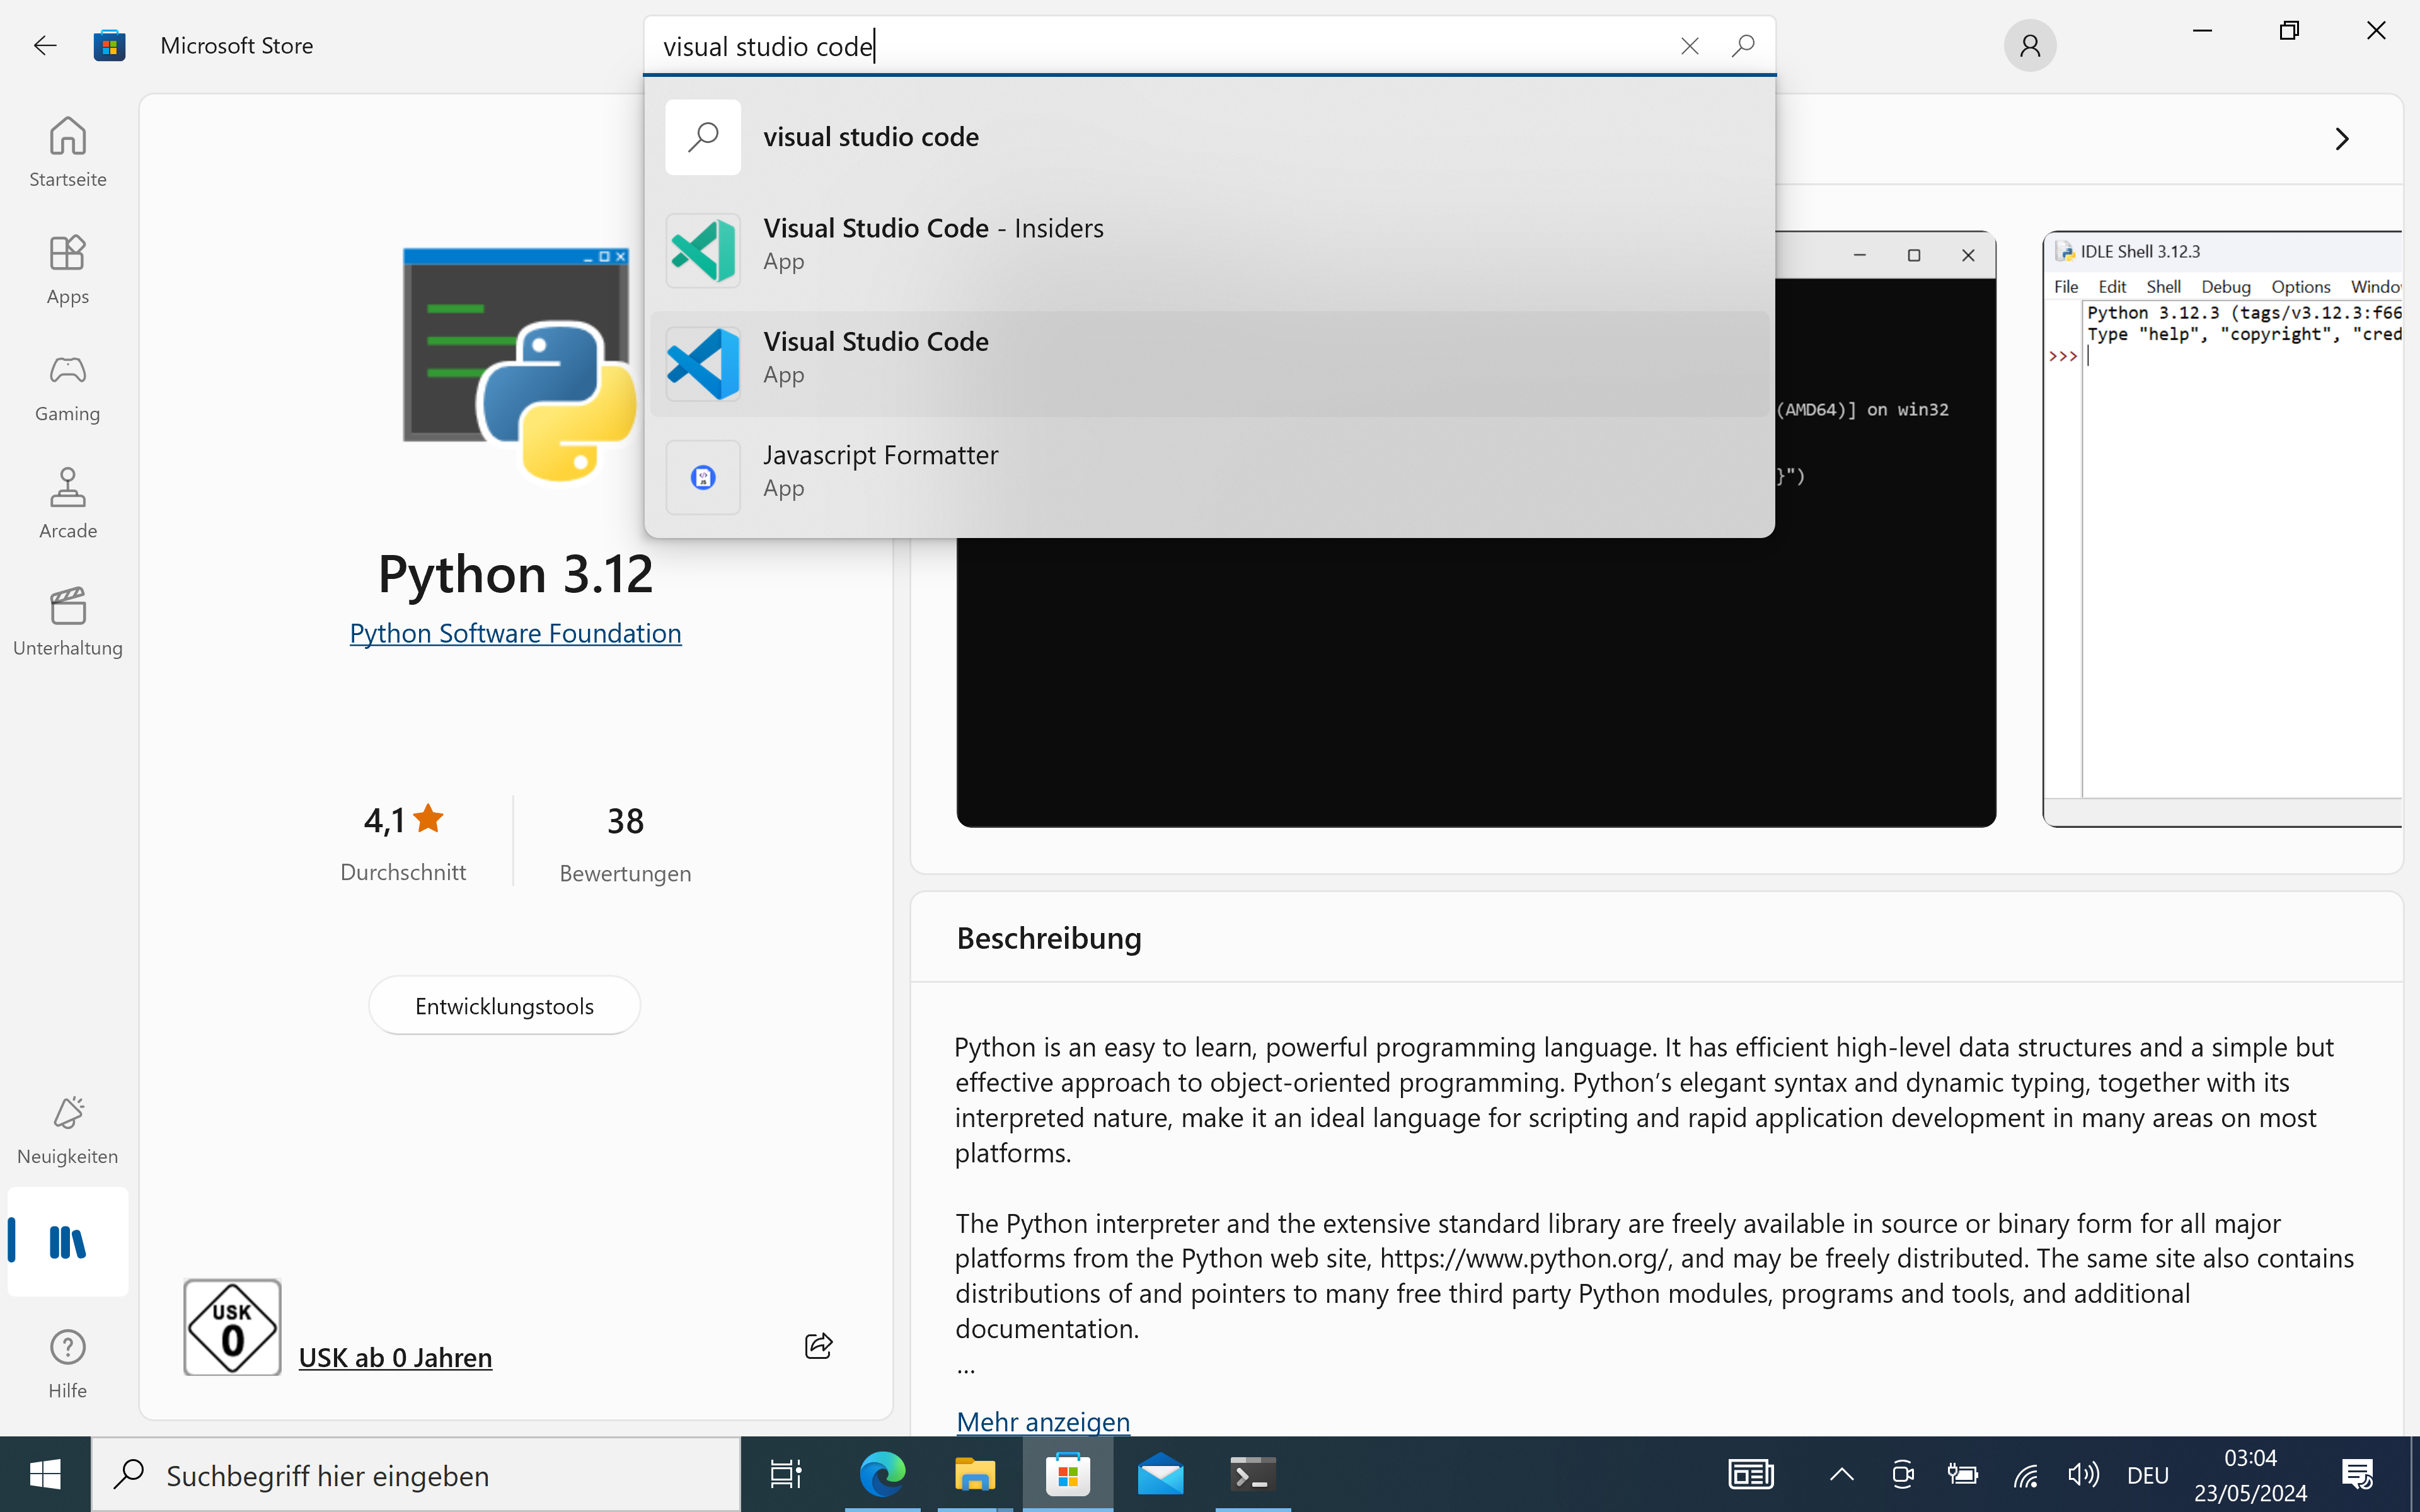 Microsoft Store
visual studio code
visual studio code
Visual Studio Code - Insiders
App
Visual Studio Code
App
Javascript Formatter
App
Startseite
Apps
Gaming
Arcade
Unterhaltung
Neuigkeiten
Hilfe
Python 3.12
Python Software Foundation
4,1
Durchschnitt
38
Bewertungen
Entwicklungstools
USK
0
USK ab 0 Jahren
(AMD64)] on win32
}")
IDLE Shell 3.12.3
File Edit Shell Debug Options Windo
Python 3.12.3 (tags/v3.12.3:f66
Type "help", "copyright", "cred
>>>
Beschreibung
Python is an easy to learn, powerful programming language. It has efficient high-level data structures and a simple but
effective approach to object-oriented programming. Python’s elegant syntax and dynamic typing, together with its
interpreted nature, make it an ideal language for scripting and rapid application development in many areas on most
platforms.
The Python interpreter and the extensive standard library are freely available in source or binary form for all major
platforms from the Python web site, https://www.python.org/, and may be freely distributed. The same site also contains
distributions of and pointers to many free third party Python modules, programs and tools, and additional
documentation.
...
Mehr anzeigen
Suchbegriff hier eingeben
DEU
03:04
23/05/2024